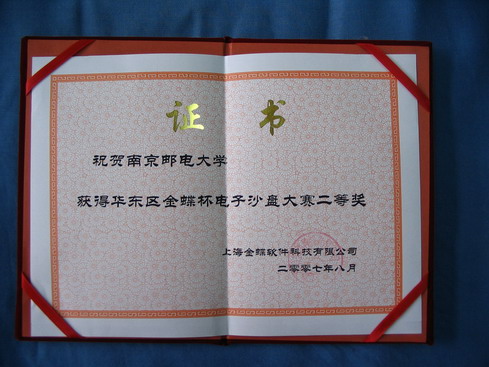 证书
祝贺南京邮电大学
获得华东区金蝶杯电子沙盘大赛二等奖
上海金蝶软件科技有限公司
二零零七年八月